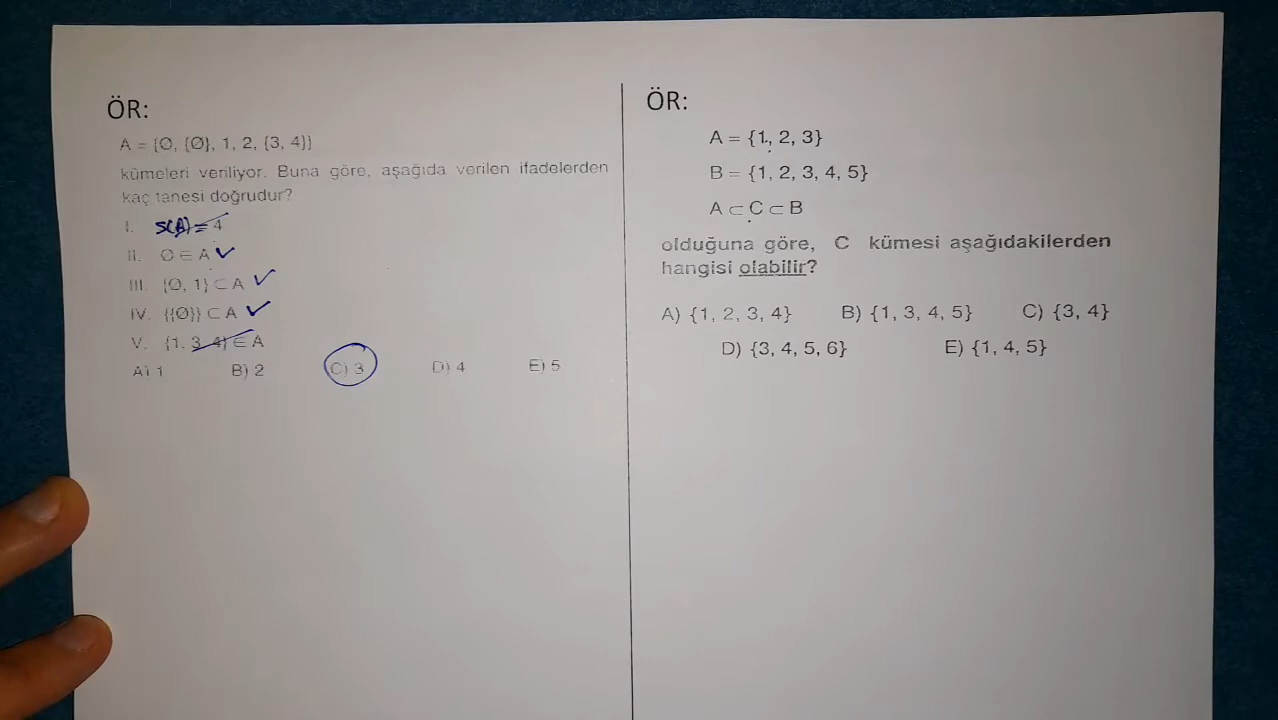 ÖR:
A = {Ø, {Ø}, 1, 2, {3, 4}}
kümeleri veriliyor. Buna göre, aşağıda verilen ifadelerden
kaç tanesi doğrudur?
I. s(A) = 4
II. Ø ∈ A ✓
III. {Ø, 1} ⊂ A ✓
IV. {{Ø}} ⊂ A ✓
V. {1, 3, 4} ∈ A
A) 1 B) 2 C) 3 D) 4 E) 5
ÖR:
A = {1, 2, 3}
B = {1, 2, 3, 4, 5}
A ⊂ C ⊂ B
olduğuna göre, C kümesi aşağıdakilerden
hangisi olabilir?
A) {1, 2, 3, 4} B) {1, 3, 4, 5} C) {3, 4}
D) {3, 4, 5, 6} E) {1, 4, 5}